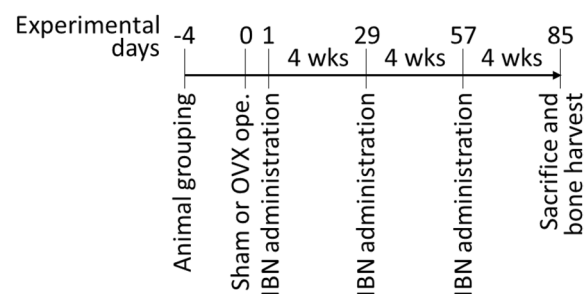 Experimental
days
-4
0
1
29
57
85
4 wks
4 wks
4 wks
Animal grouping
Sham or OVX ope.
IBN administration
IBN administration
IBN administration
Sacrifice and
bone harvest